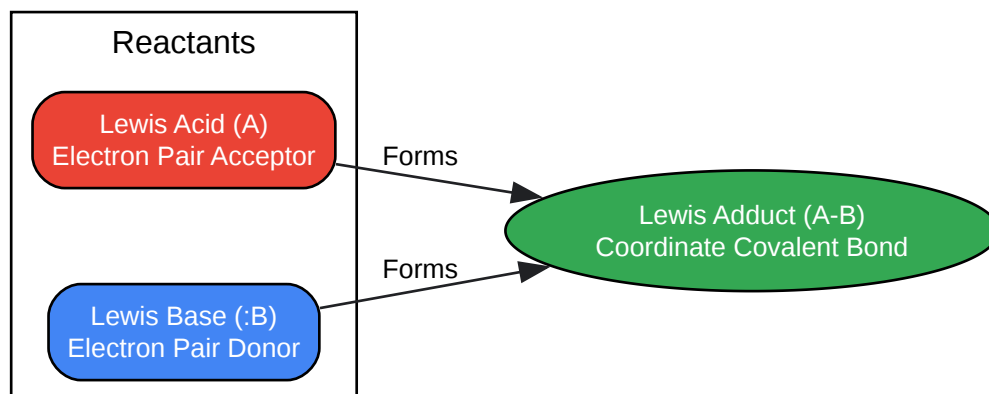 Reactants
Lewis Acid (A)
Electron Pair Acceptor
Forms
Lewis Adduct (A-B)
Coordinate Covalent Bond
Forms
Lewis Base (:B)
Electron Pair Donor